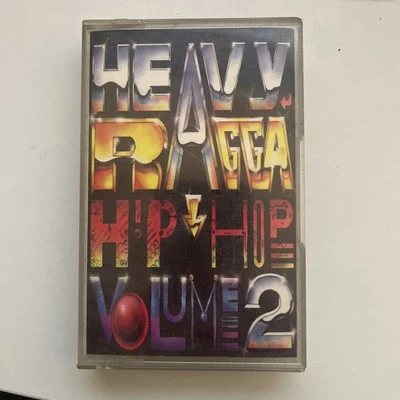 HEAVY
RAGGA
HIP HOP
VOLUME 2